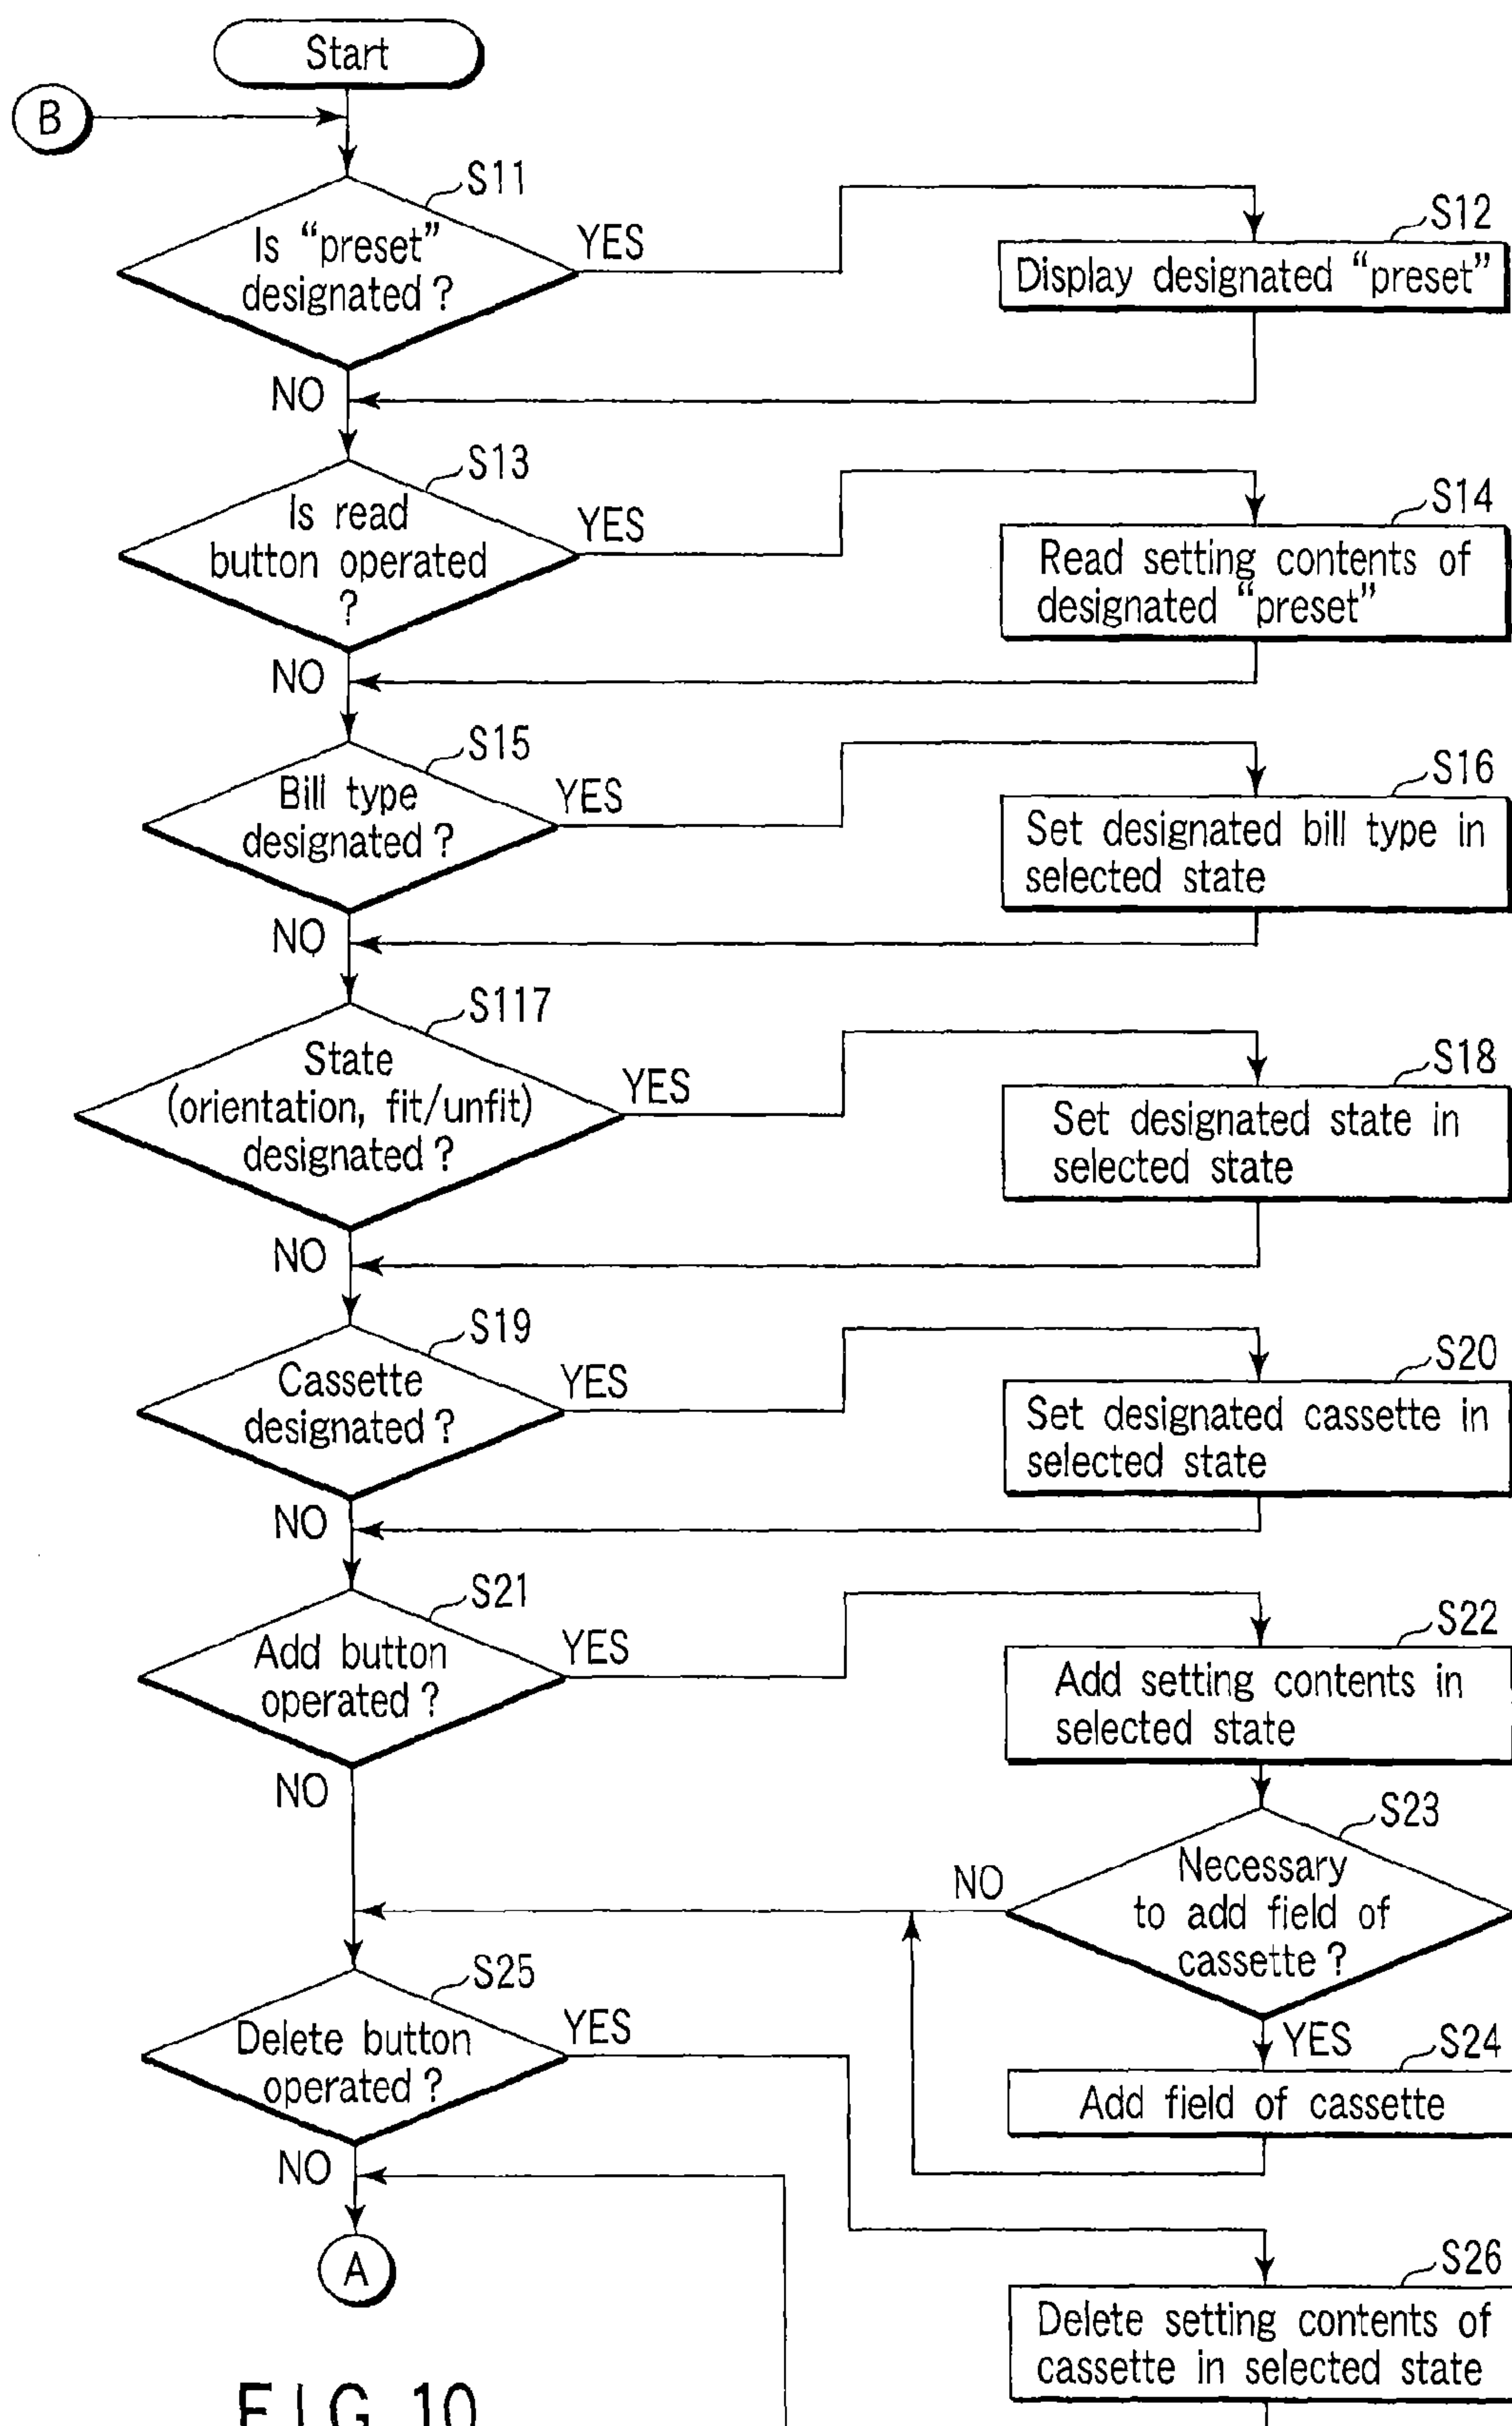 Start
B
S11
Is “preset”
designated ?
YES
S12
Display designated “preset”
NO
S13
Is read
button operated
?
YES
S14
Read setting contents of
designated “preset”
NO
S15
Bill type
designated ?
YES
S16
Set designated bill type in
selected state
NO
S117
State
(orientation, fit/unfit)
designated ?
YES
S18
Set designated state in
selected state
NO
S19
Cassette
designated ?
YES
S20
Set designated cassette in
selected state
NO
S21
Add button
operated ?
YES
S22
Add setting contents in
selected state
NO
S23
Necessary
to add field of
cassette ?
NO
YES
S24
Add field of cassette
S25
Delete button
operated ?
YES
NO
A
S26
Delete setting contents of
cassette in selected state
FIG. 10